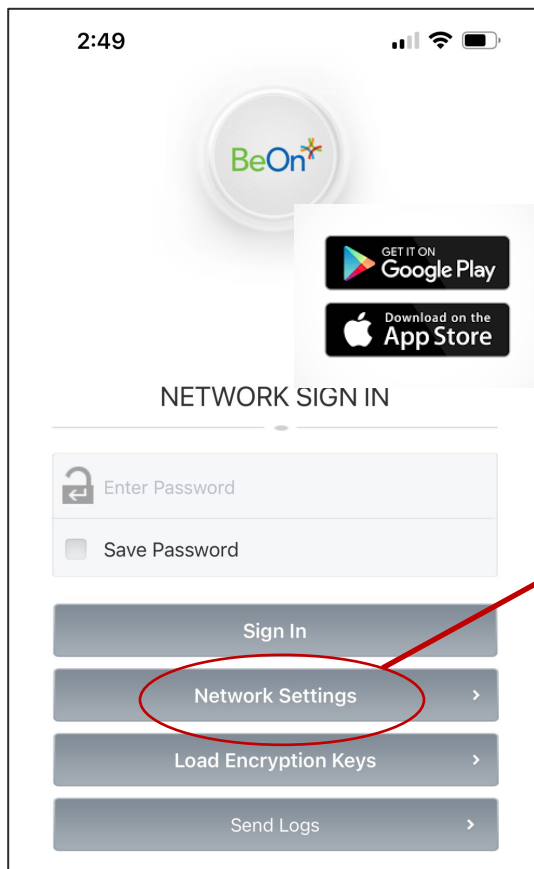 2:49
BeOn
GET IT ON
Google Play
Download on the
App Store
NETWORK SIGN IN
Enter Password
Save Password
Sign In
Network Settings
Load Encryption Keys
Send Logs